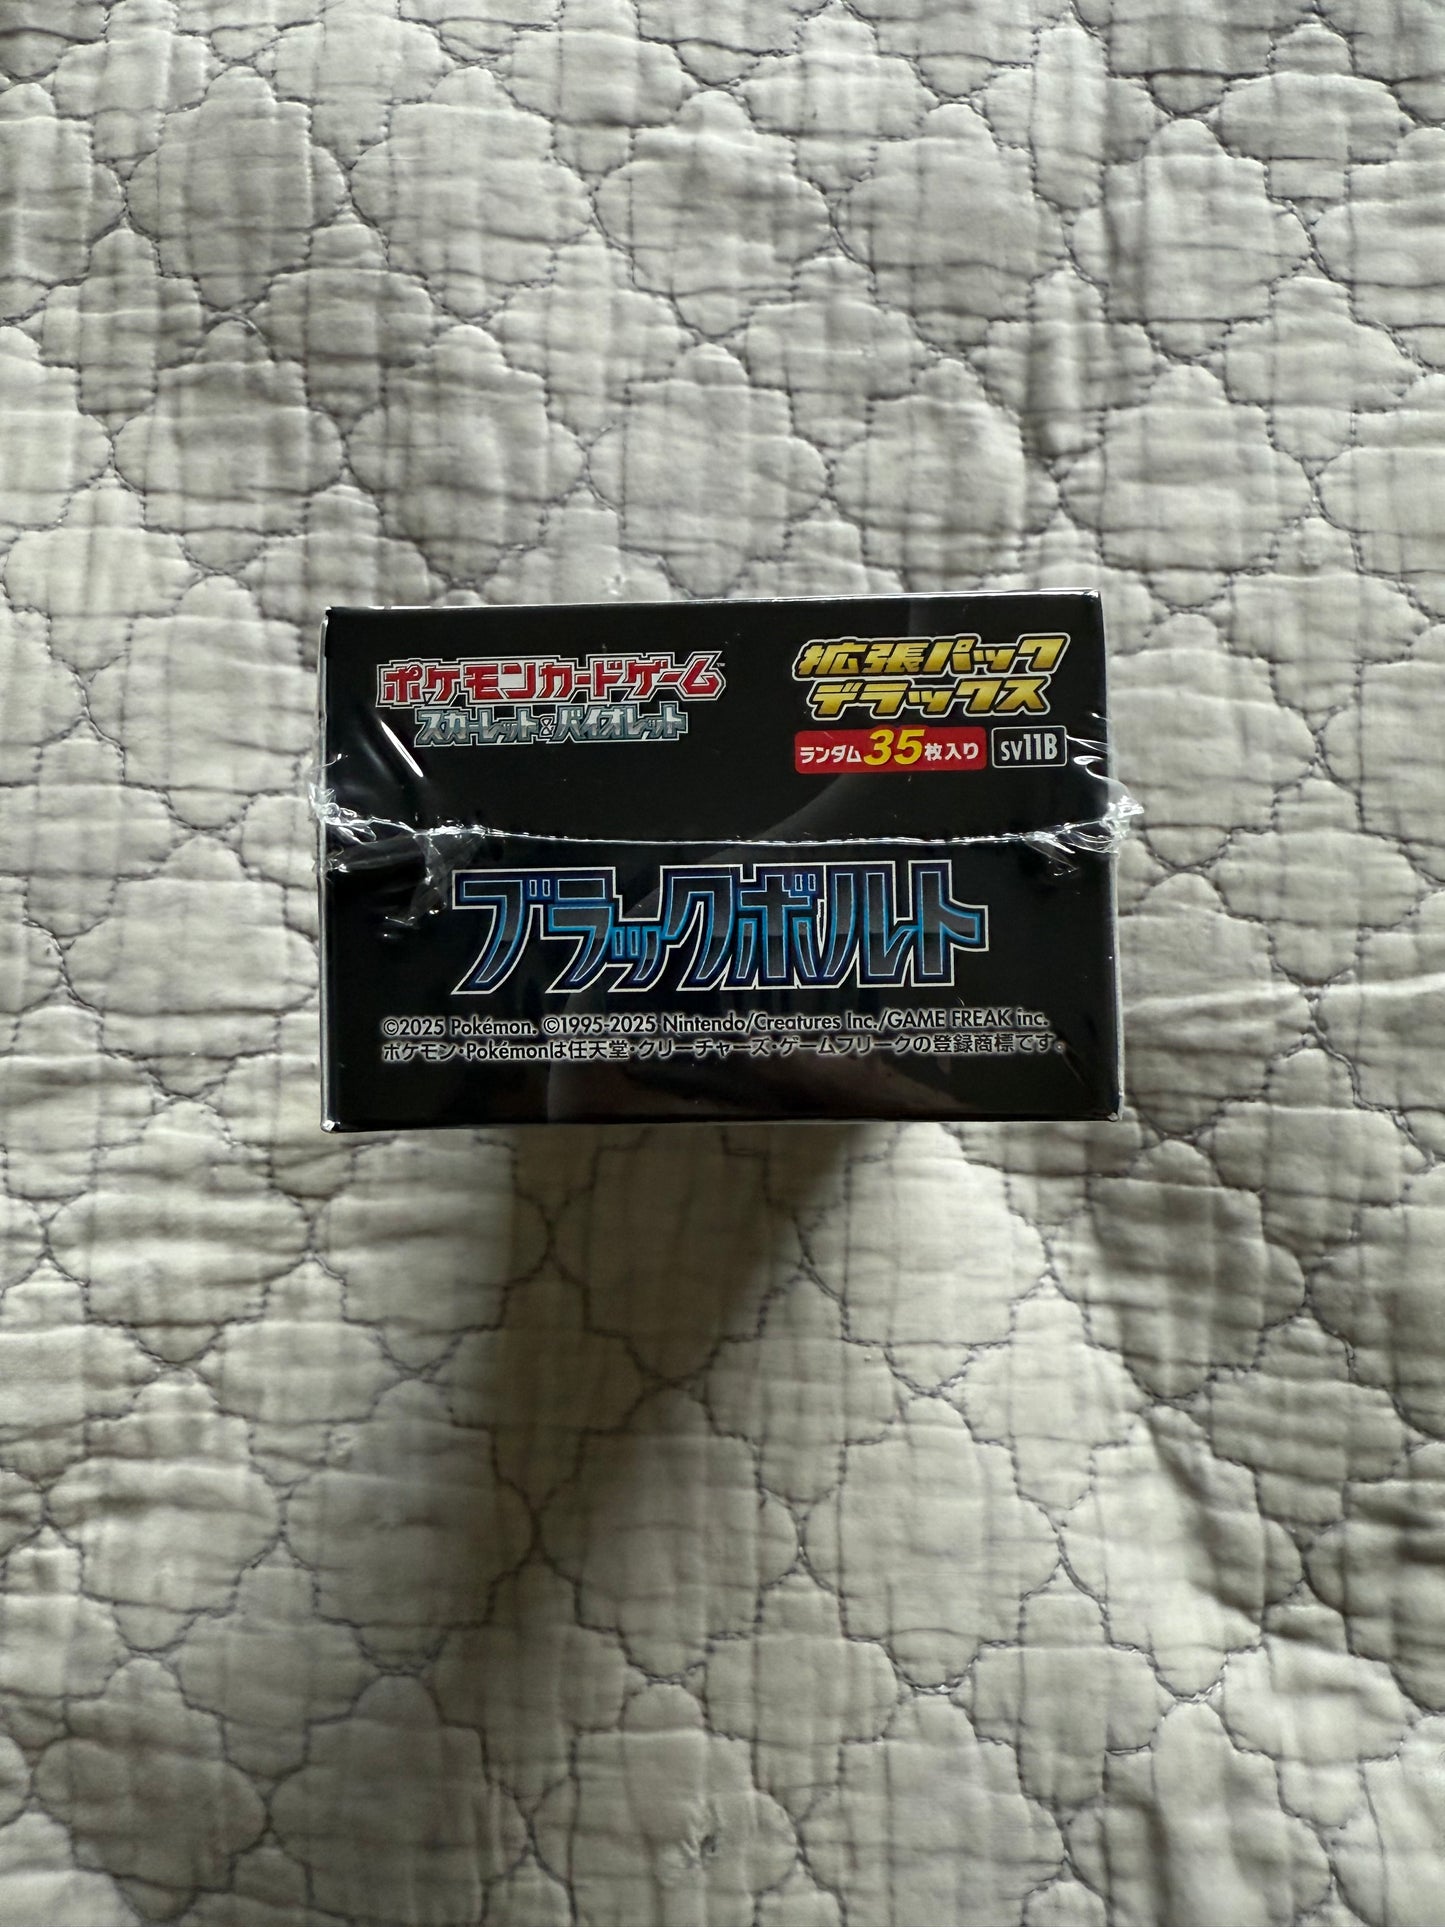 ポケモンカードゲーム
スカーレット&バイオレット
拡張パック
デラックス
ランダム35枚入り SV11B
ブラックボルト
©2025 Pokémon. ©1995-2025 Nintendo/Creatures Inc./GAME FREAK inc.
ポケモン・Pokémonは任天堂・クリーチャーズ・ゲームフリークの登録商標です。